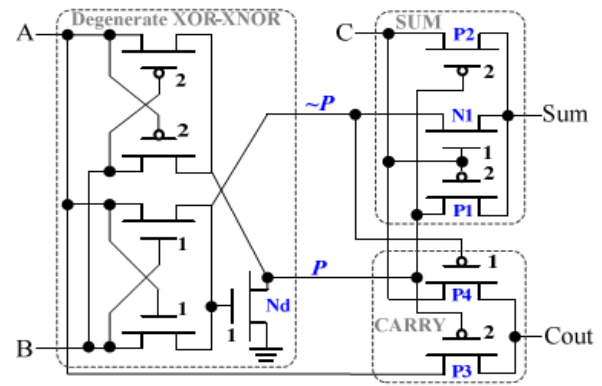 Degenerate XOR-XNOR
SUM
A
C
P2
2
2
~P
N1
Sum
1
2
P1
2
1
1
P
1
P4
Nd
1
CARRY
2
Cout
B
P3